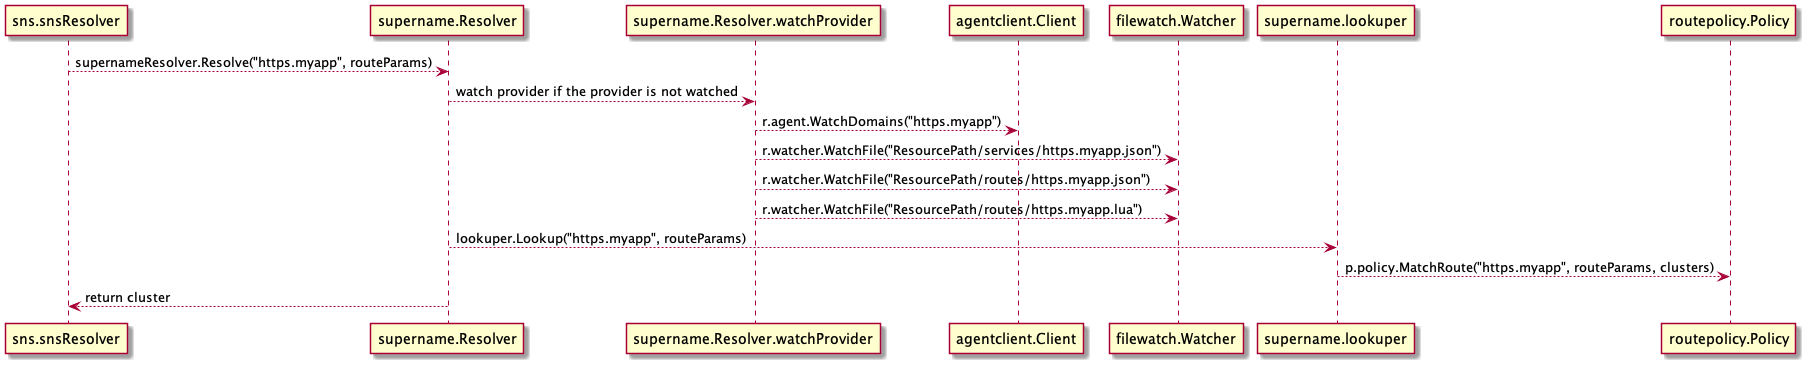 sns.snsResolver
supername.Resolver
supername.Resolver.watchProvider
agentclient.Client
filewatch.Watcher
supername.lookuper
routepolicy.Policy
supernameResolver.Resolve("https.myapp", routeParams)
watch provider if the provider is not watched
r.agent.WatchDomains("https.myapp")
r.watcher.WatchFile("ResourcePath/services/https.myapp.json")
r.watcher.WatchFile("ResourcePath/routes/https.myapp.json")
r.watcher.WatchFile("ResourcePath/routes/https.myapp.lua")
lookuper.Lookup("https.myapp", routeParams)
p.policy.MatchRoute("https.myapp", routeParams, clusters)
return cluster
sns.snsResolver
supername.Resolver
supername.Resolver.watchProvider
agentclient.Client
filewatch.Watcher
supername.lookuper
routepolicy.Policy